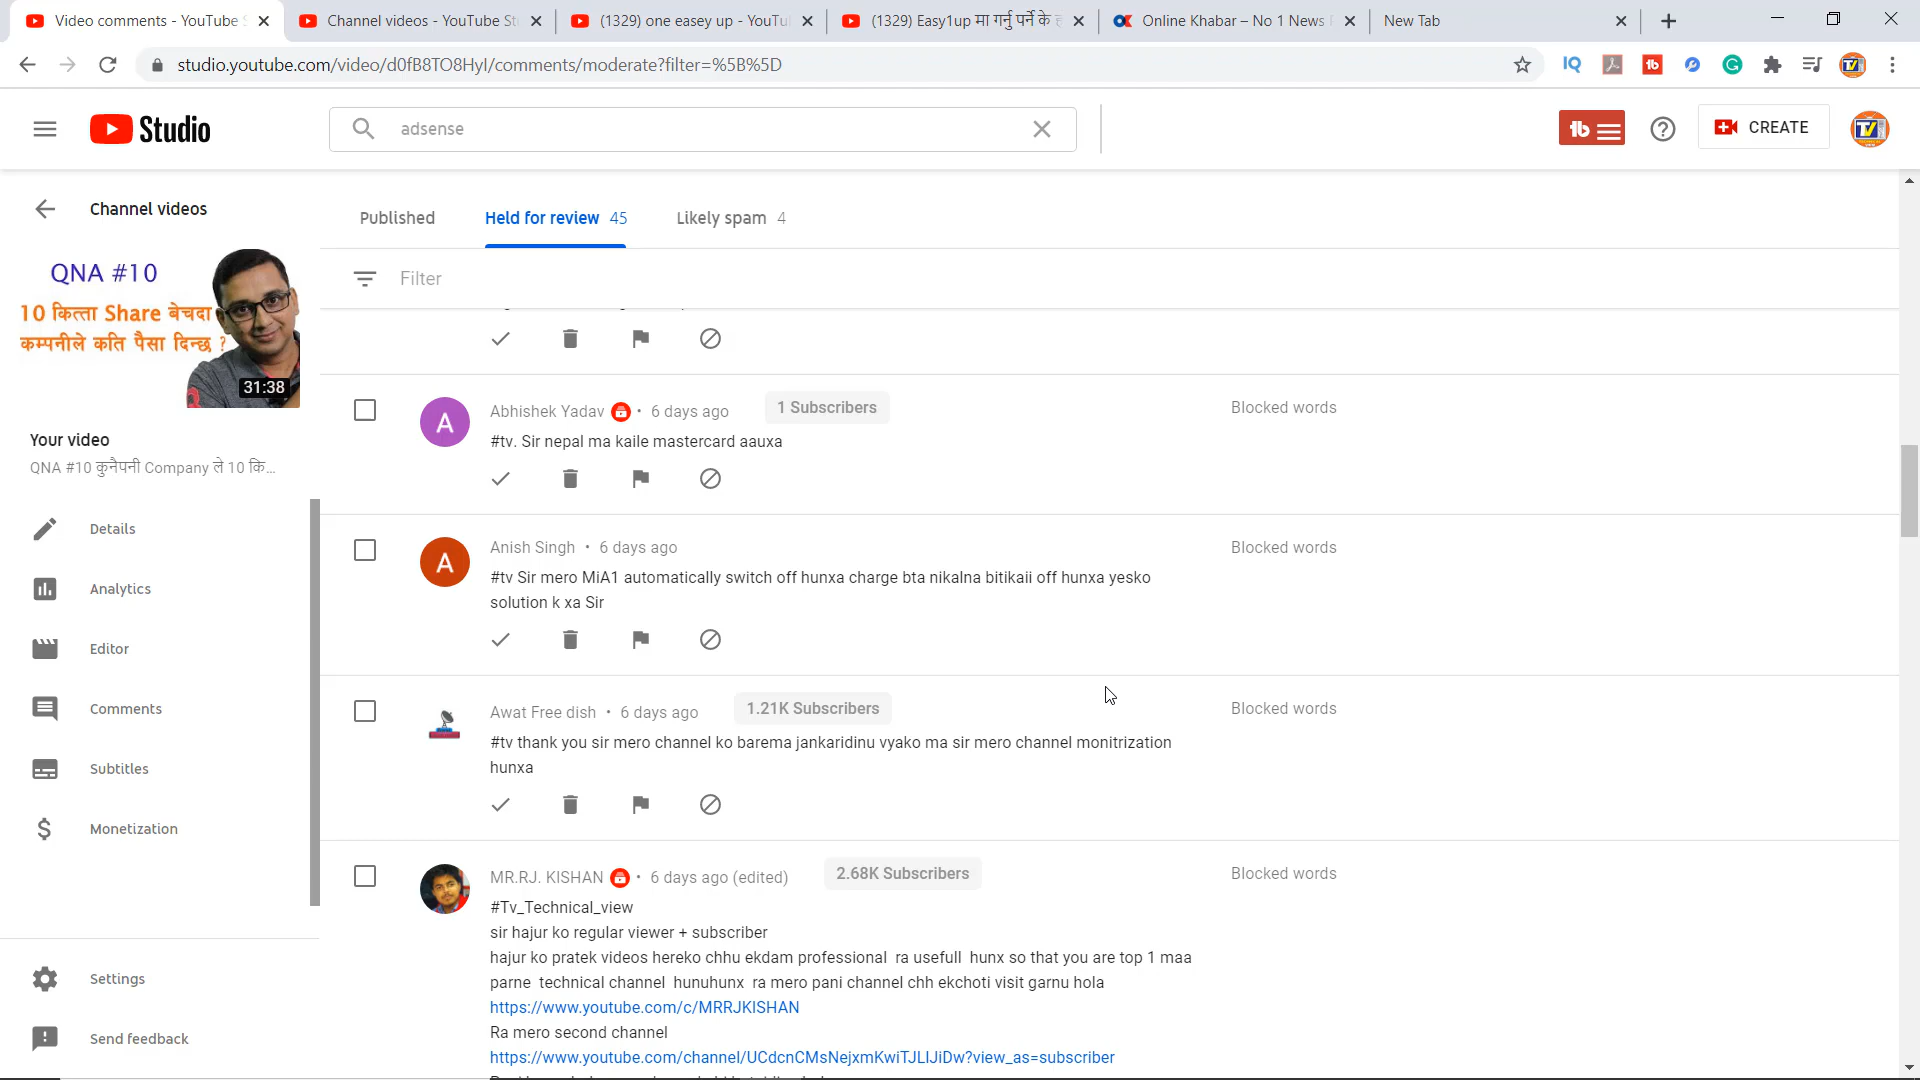 Video comments - YouTube S
Channel videos - YouTube St
(1329) one easey up - YouTu
(1329) Easy1up मा गर्नु पर्ने के
Online Khabar – No 1 News
New Tab
studio.youtube.com/video/d0fB8TO8HyI/comments/moderate?filter=%5B%5D
Studio
adsense
CREATE
Channel videos
Published
Held for review 45
Likely spam 4
QNA #10
10 कित्ता Share बेचदा
कम्पनीले कति पैसा दिन्छ ?
31:38
Filter
Your video
QNA #10 कुनैपनी Company ले 10 कि...
Details
Analytics
Editor
Comments
Subtitles
Monetization
Settings
Send feedback
Abhishek Yadav • 6 days ago 1 Subscribers Blocked words
#tv. Sir nepal ma kaile mastercard aauxa
Anish Singh • 6 days ago Blocked words
#tv Sir mero MiA1 automatically switch off hunxa charge bta nikalna bitikaii off hunxa yesko
solution k xa Sir
Awat Free dish • 6 days ago 1.21K Subscribers Blocked words
#tv thank you sir mero channel ko barema jankaridinu vyako ma sir mero channel monitrization
hunxa
MR.RJ. KISHAN • 6 days ago (edited) 2.68K Subscribers Blocked words
#Tv_Technical_view
sir hajur ko regular viewer + subscriber
hajur ko pratek videos hereko chhu ekdam professional ra usefull hunx so that you are top 1 maa
parne technical channel hunuhunx ra mero pani channel chh ekchoti visit garnu hola
https://www.youtube.com/c/MRRJKISHAN
Ra mero second channel
https://www.youtube.com/channel/UCdcnCMsNejxmKwiTJLIJiDw?view_as=subscriber